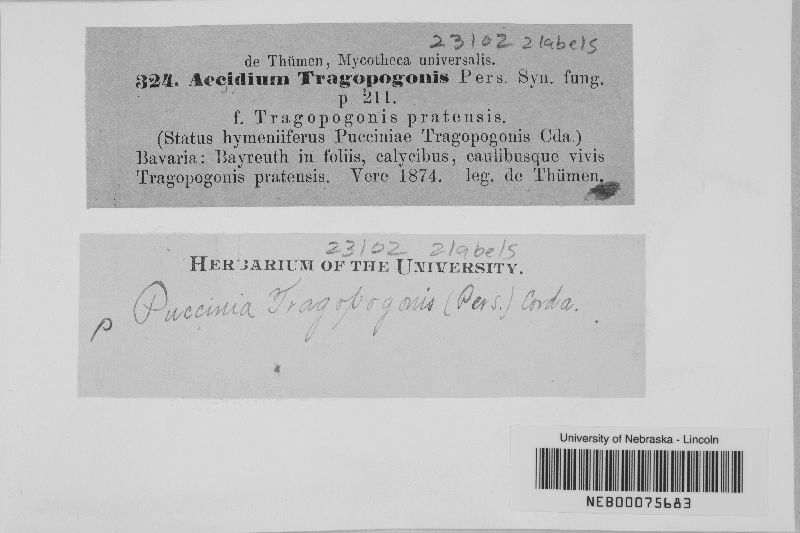 23102 2 labels
de Thümen, Mycotheca universalis.
324. Aecidium Tragopogonis Pers. Syn. fung.
p 211.
f. Tragopogonis pratensis.
(Status hymeniiferus Pucciniae Tragopogonis Cda.)
Bavaria: Bayreuth in foliis, calycibus, caulibusque vivis
Tragopogonis pratensis. Vere 1874. leg. de Thümen.
23102 2labels
HERBARIUM OF THE UNIVERSITY.
Puccinia Tragopogonis (Pers.) Corda.
p
University of Nebraska - Lincoln
NEB00075683